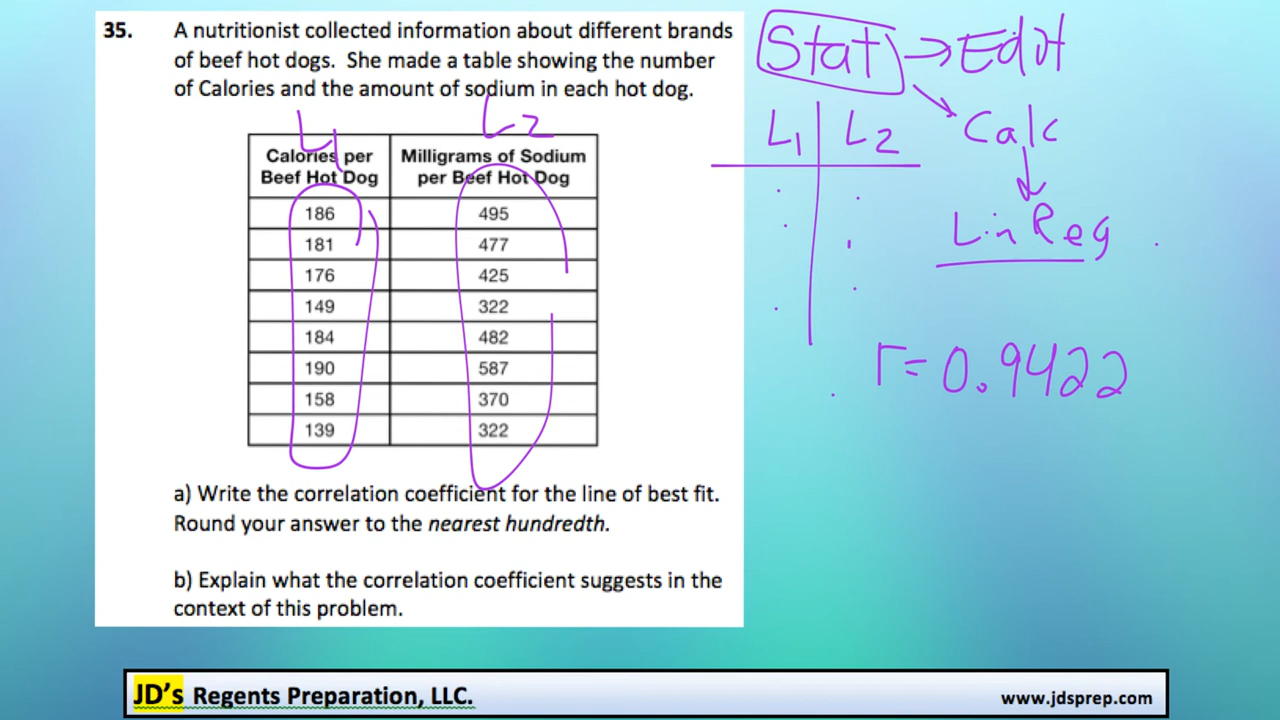 35. A nutritionist collected information about different brands
of beef hot dogs. She made a table showing the number
of Calories and the amount of sodium in each hot dog.
L1 L2
Calories per Beef Hot Dog Milligrams of Sodium per Beef Hot Dog
186 495
181 477
176 425
149 322
184 482
190 587
158 370
139 322
a) Write the correlation coefficient for the line of best fit.
Round your answer to the nearest hundredth.
b) Explain what the correlation coefficient suggests in the
context of this problem.
Stat → Edit
L1 L2 Calc
LinReg
r = 0.9422
JD's Regents Preparation, LLC. www.jdsprep.com